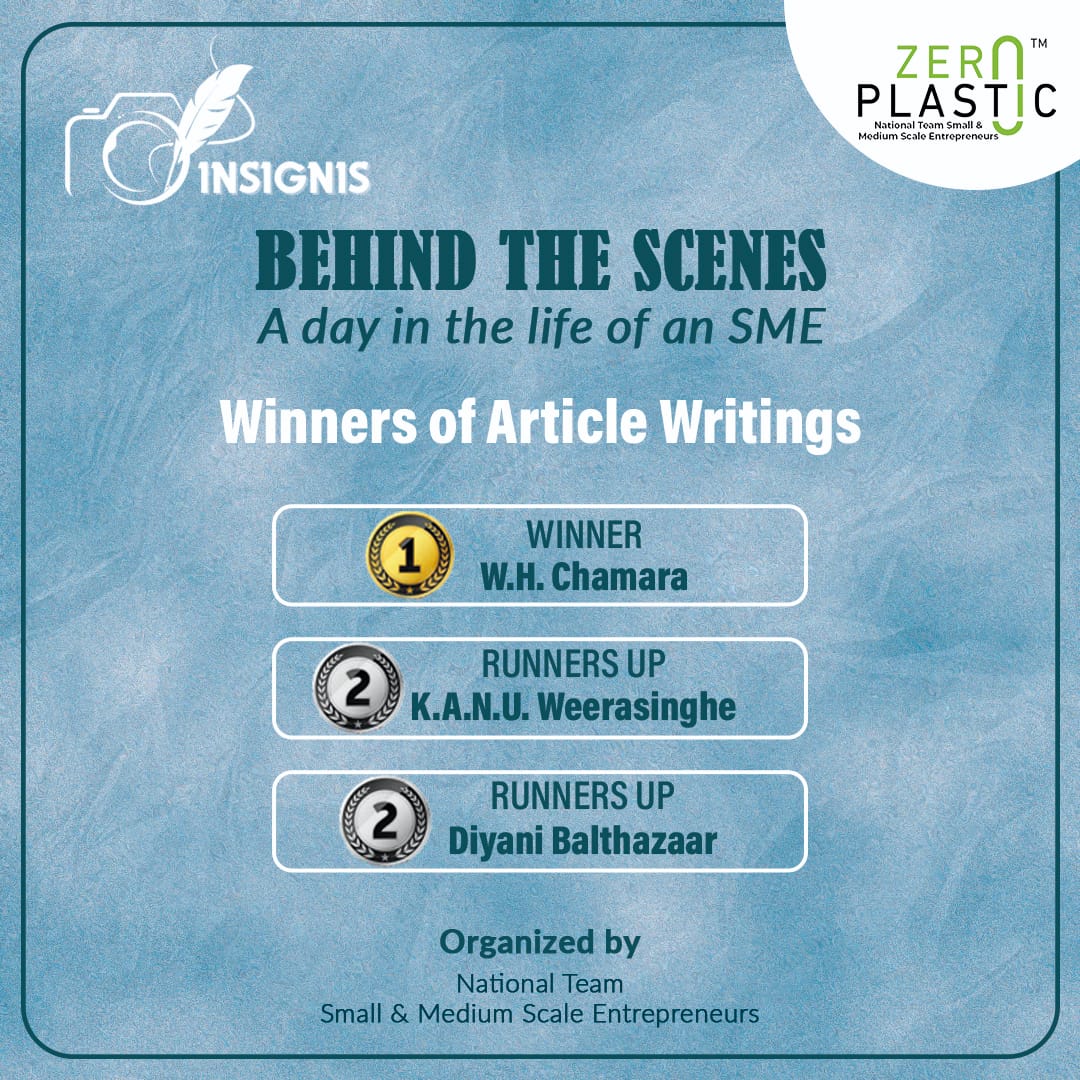 INSIGNIS
ZERO PLASTIC TM
National Team Small &
Medium Scale Entrepreneurs
BEHIND THE SCENES
A day in the life of an SME
Winners of Article Writings
1
WINNER
W.H. Chamara
2
RUNNERS UP
K.A.N.U. Weerasinghe
2
RUNNERS UP
Diyani Balthazaar
Organized by
National Team
Small & Medium Scale Entrepreneurs